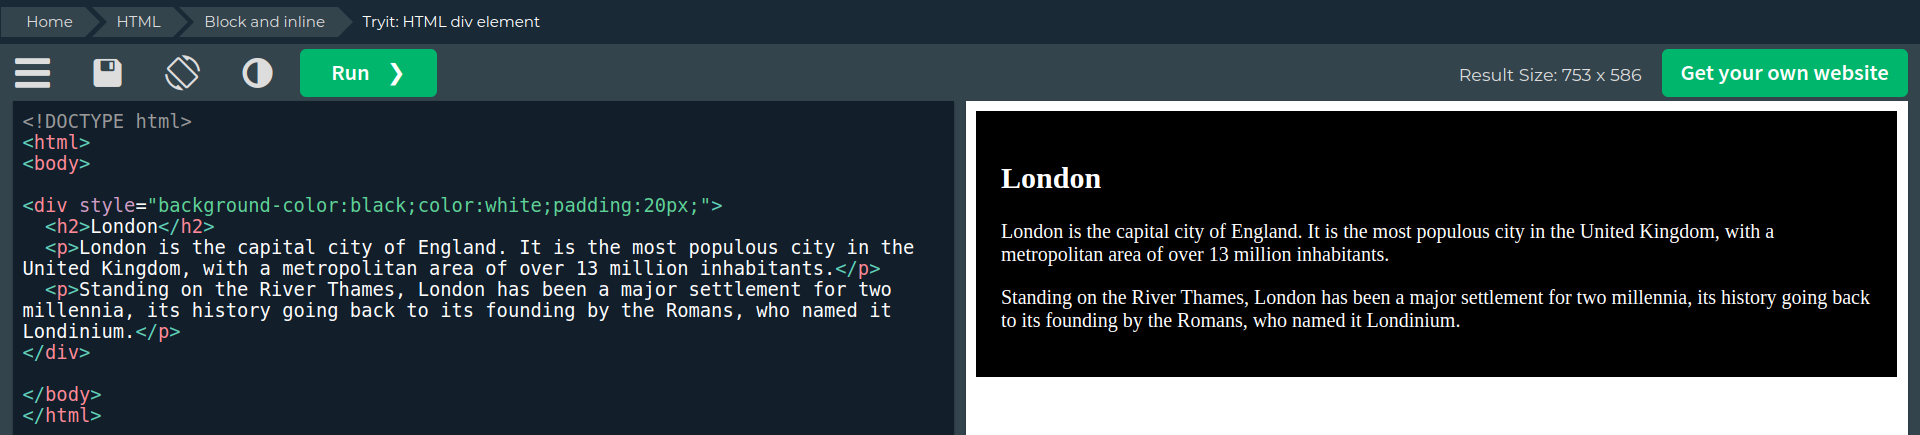 Home HTML Block and inline Tryit: HTML div element
Run ❯ Result Size: 753 x 586 Get your own website
<!DOCTYPE html>
<html>
<body>
<div style="background-color:black;color:white;padding:20px;">
<h2>London</h2>
<p>London is the capital city of England. It is the most populous city in the
United Kingdom, with a metropolitan area of over 13 million inhabitants.</p>
<p>Standing on the River Thames, London has been a major settlement for two
millennia, its history going back to its founding by the Romans, who named it
Londinium.</p>
</div>
</body>
</html>
London
London is the capital city of England. It is the most populous city in the United Kingdom, with a
metropolitan area of over 13 million inhabitants.
Standing on the River Thames, London has been a major settlement for two millennia, its history going back
to its founding by the Romans, who named it Londinium.